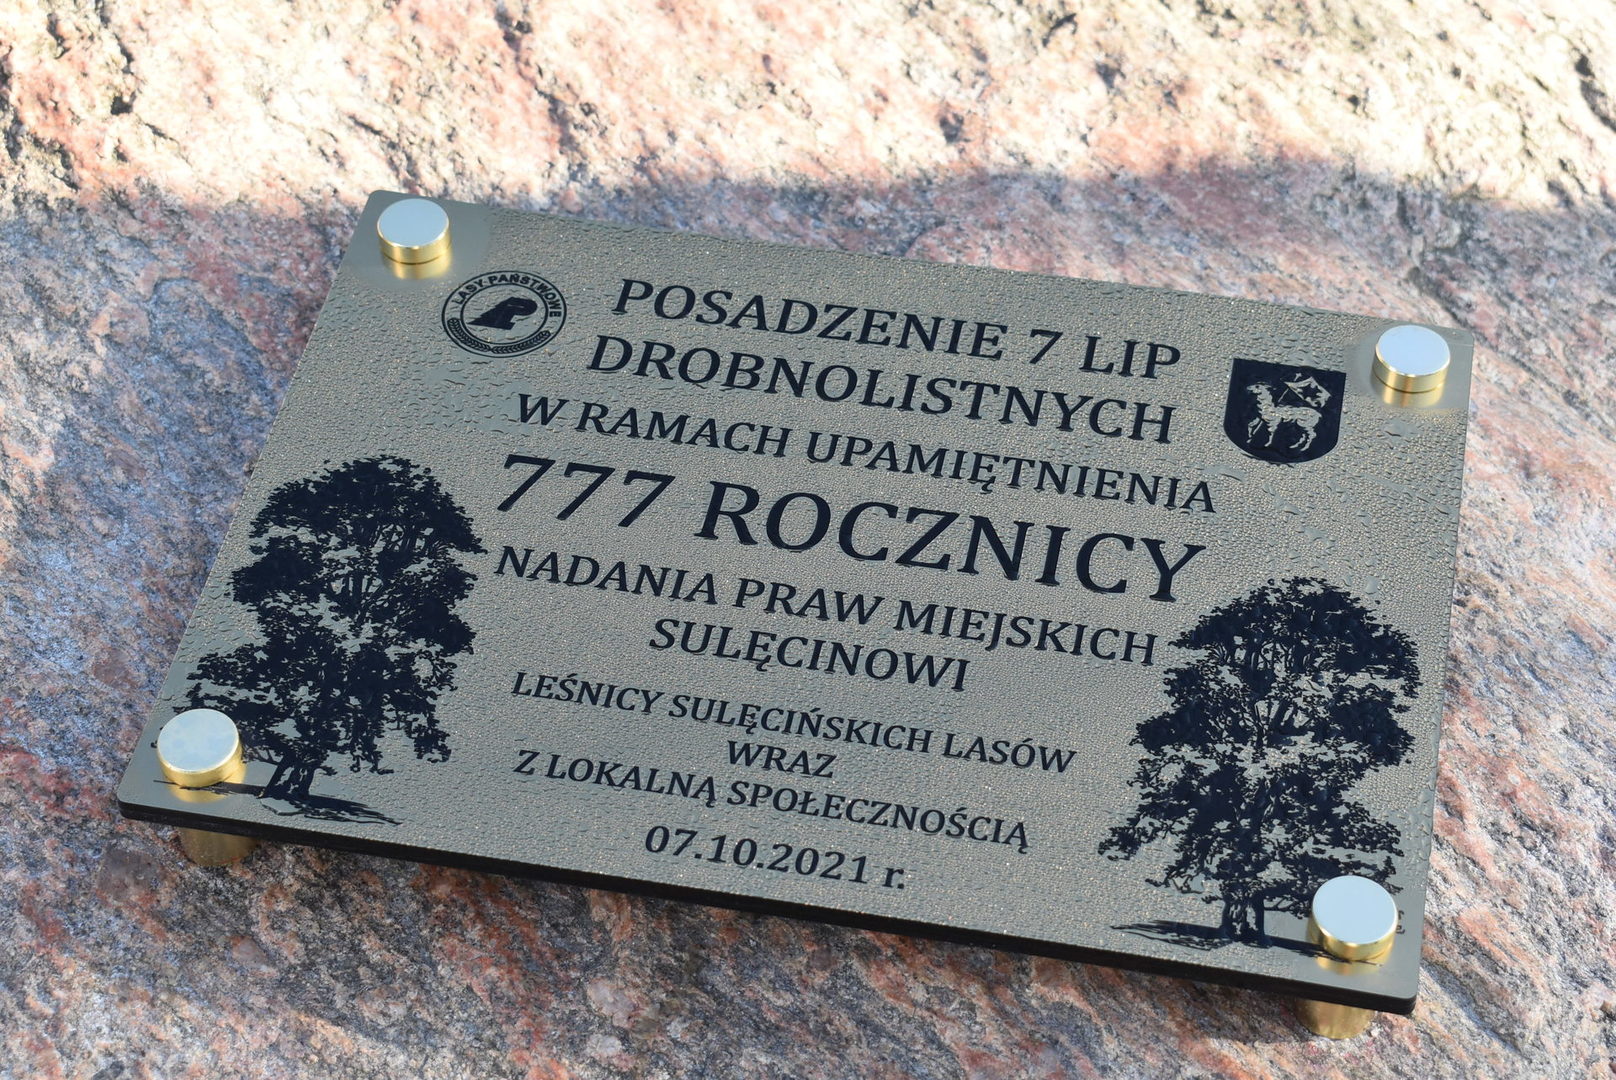 LASY PAŃSTWOWE
POSADZENIE 7 LIP
DROBNOLISTNYCH
W RAMACH UPAMIĘTNIENIA
777 ROCZNICY
NADANIA PRAW MIEJSKICH
SULĘCINOWI
LEŚNICY SULĘCIŃSKICH LASÓW
WRAZ
Z LOKALNĄ SPOŁECZNOŚCIĄ
07.10.2021 r.